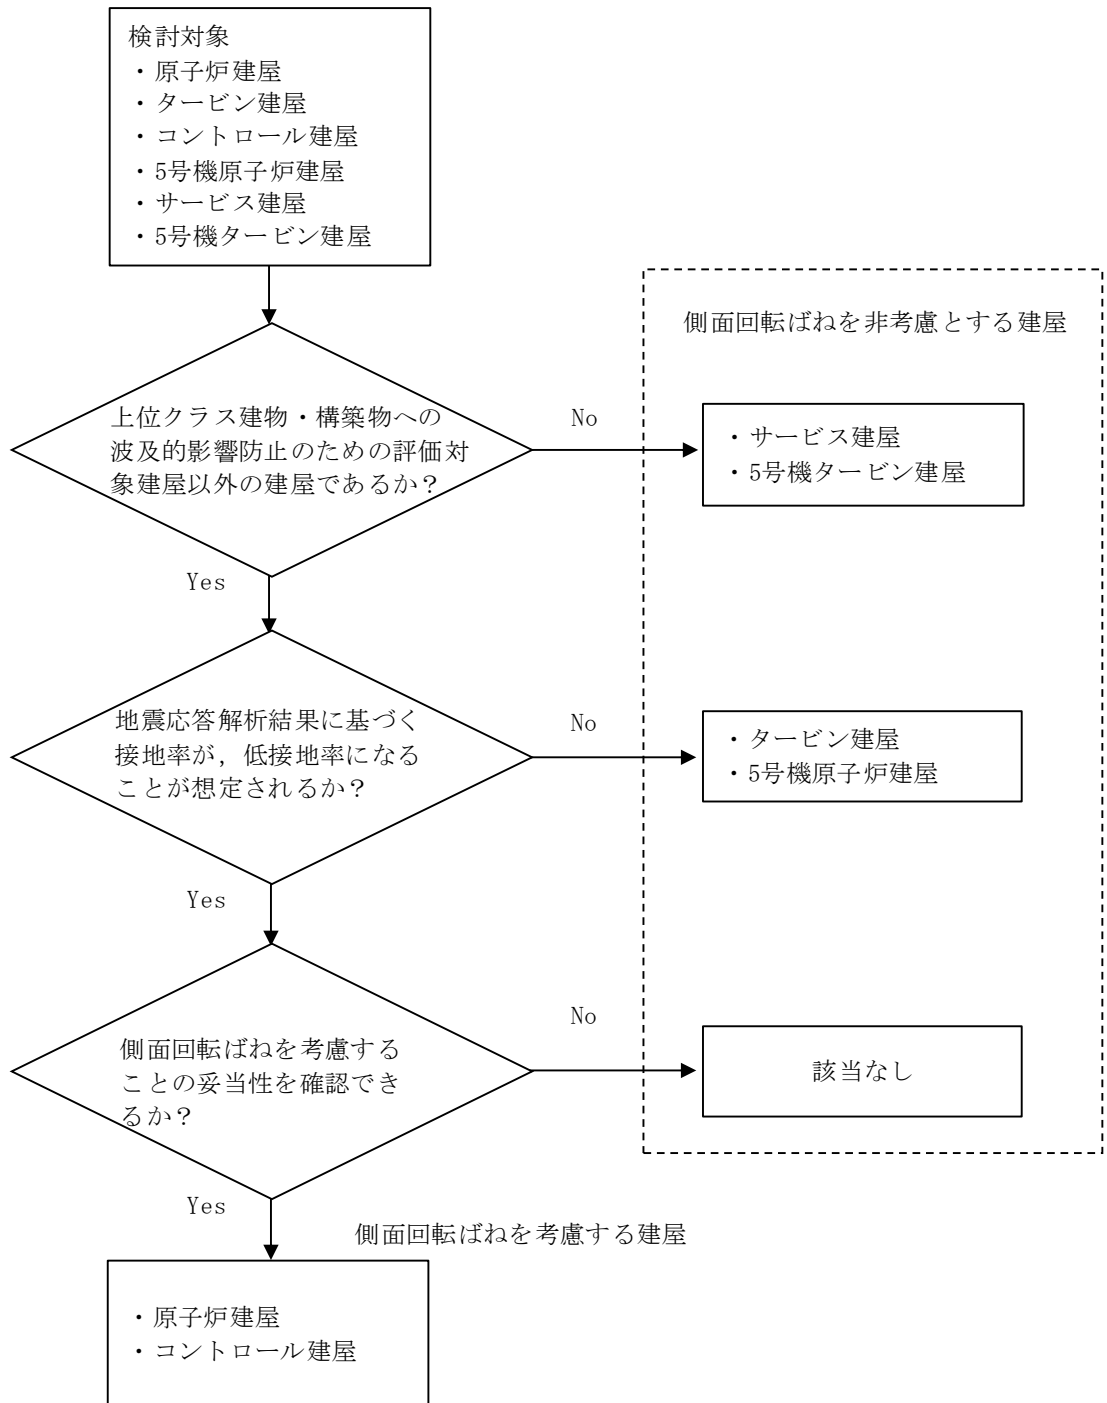 検討対象
・原子炉建屋
・タービン建屋
・コントロール建屋
・5号機原子炉建屋
・サービス建屋
・5号機タービン建屋
側面回転ばねを非考慮とする建屋
上位クラス建物・構築物への
波及的影響防止のための評価対
象建屋以外の建屋であるか？
No
・サービス建屋
・5号機タービン建屋
Yes
地震応答解析結果に基づく
接地率が，低接地率になる
ことが想定されるか？
No
・タービン建屋
・5号機原子炉建屋
Yes
側面回転ばねを考慮する
ことの妥当性を確認でき
るか？
No
該当なし
Yes
側面回転ばねを考慮する建屋
・原子炉建屋
・コントロール建屋